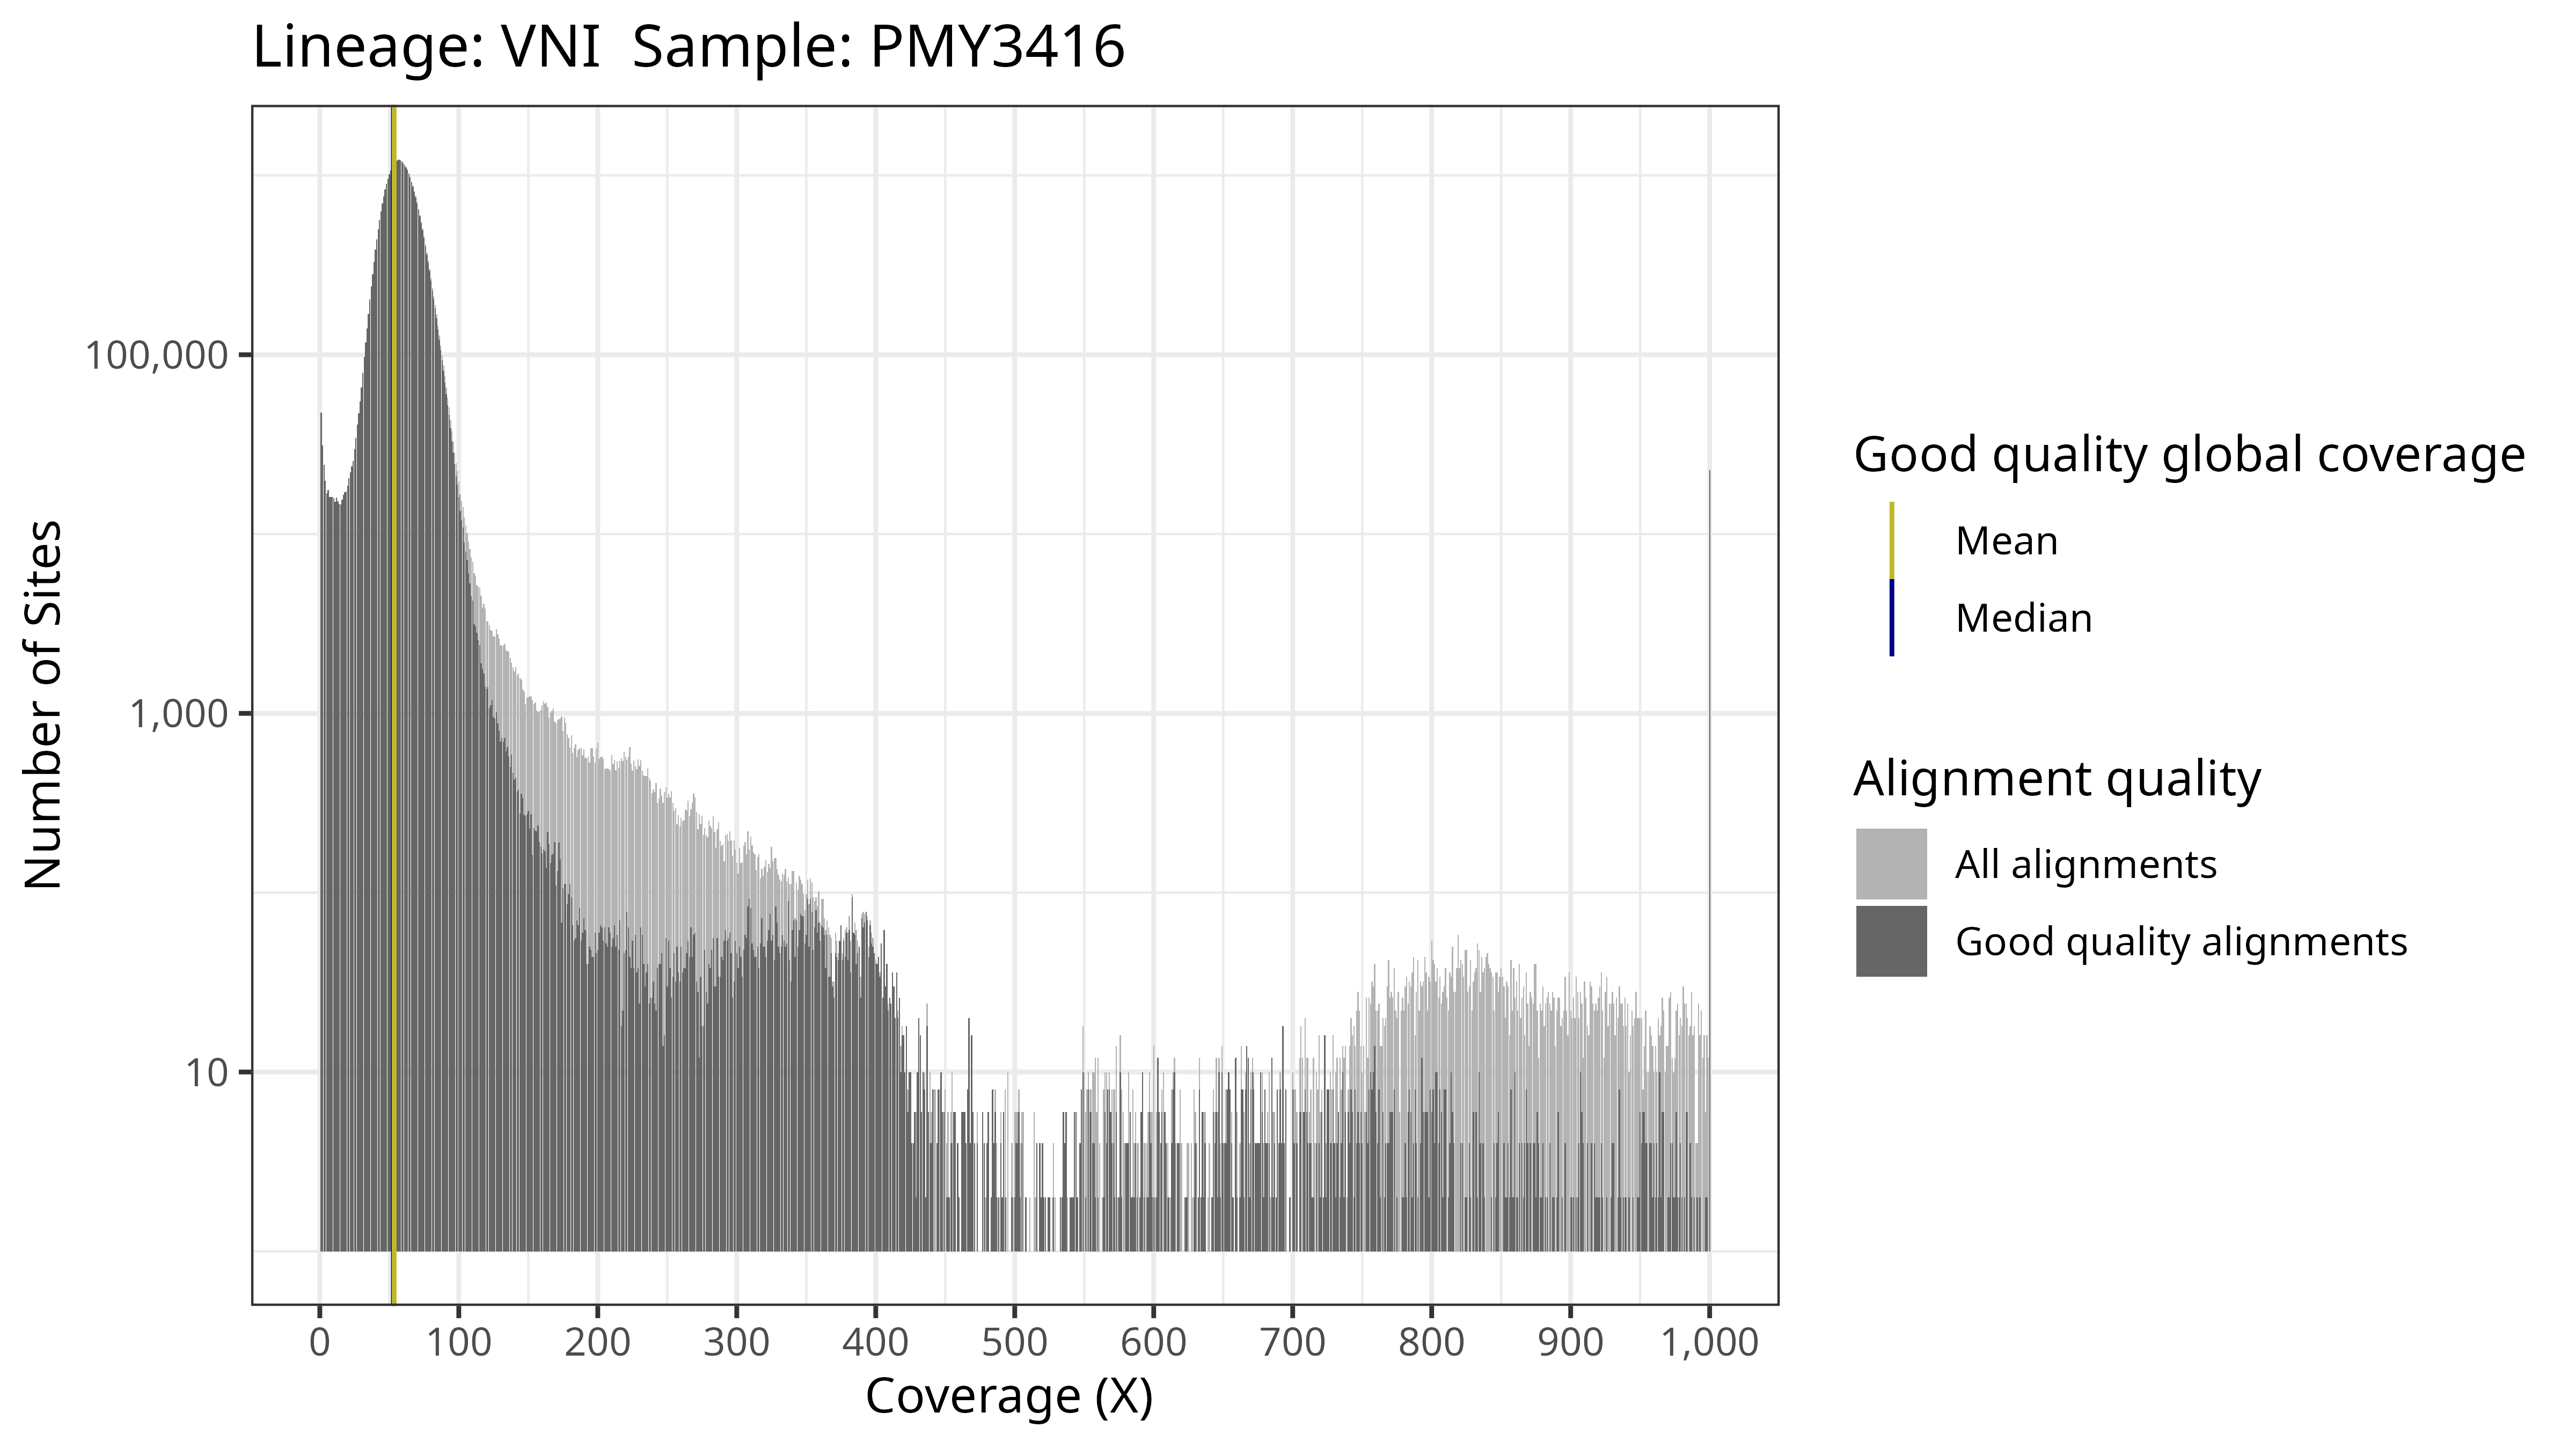 Lineage: VNI  Sample: PMY3416
Number of Sites
100,000
1,000
10
0 100 200 300 400 500 600 700 800 900 1,000
Coverage (X)
Good quality global coverage
Mean
Median
Alignment quality
All alignments
Good quality alignments